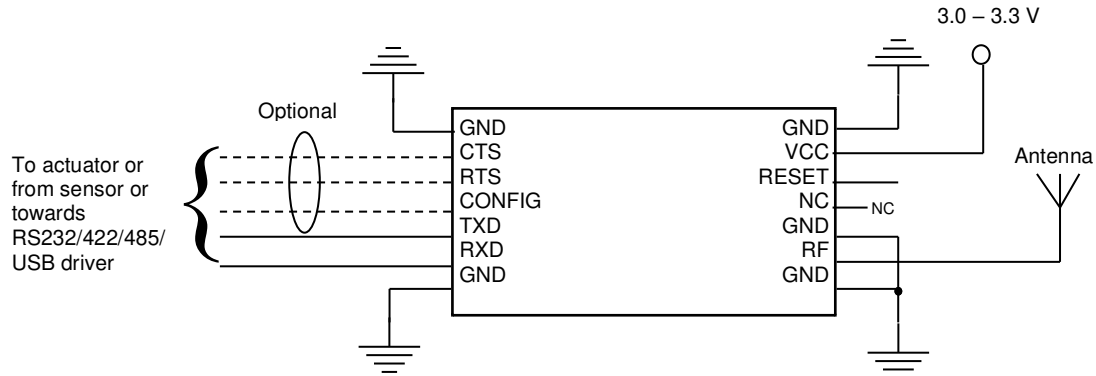 3.0 – 3.3 V
Optional
To actuator or
from sensor or
towards
RS232/422/485/
USB driver
GND
CTS
RTS
CONFIG
TXD
RXD
GND
GND
VCC
RESET
NC
GND
RF
GND
NC
Antenna